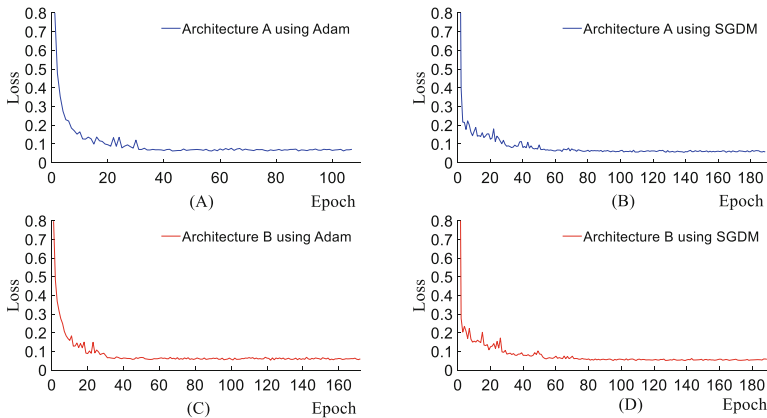 Architecture A using Adam
Loss
0.8
0.7
0.6
0.5
0.4
0.3
0.2
0.1
0
0 20 40 60 80 100
(A) Epoch
Architecture A using SGDM
Loss
0.8
0.7
0.6
0.5
0.4
0.3
0.2
0.1
0
0 20 40 60 80 100 120 140 160 180
(B) Epoch
Architecture B using Adam
Loss
0.8
0.7
0.6
0.5
0.4
0.3
0.2
0.1
0
0 20 40 60 80 100 120 140 160
(C) Epoch
Architecture B using SGDM
Loss
0.8
0.7
0.6
0.5
0.4
0.3
0.2
0.1
0
0 20 40 60 80 100 120 140 160 180
(D) Epoch